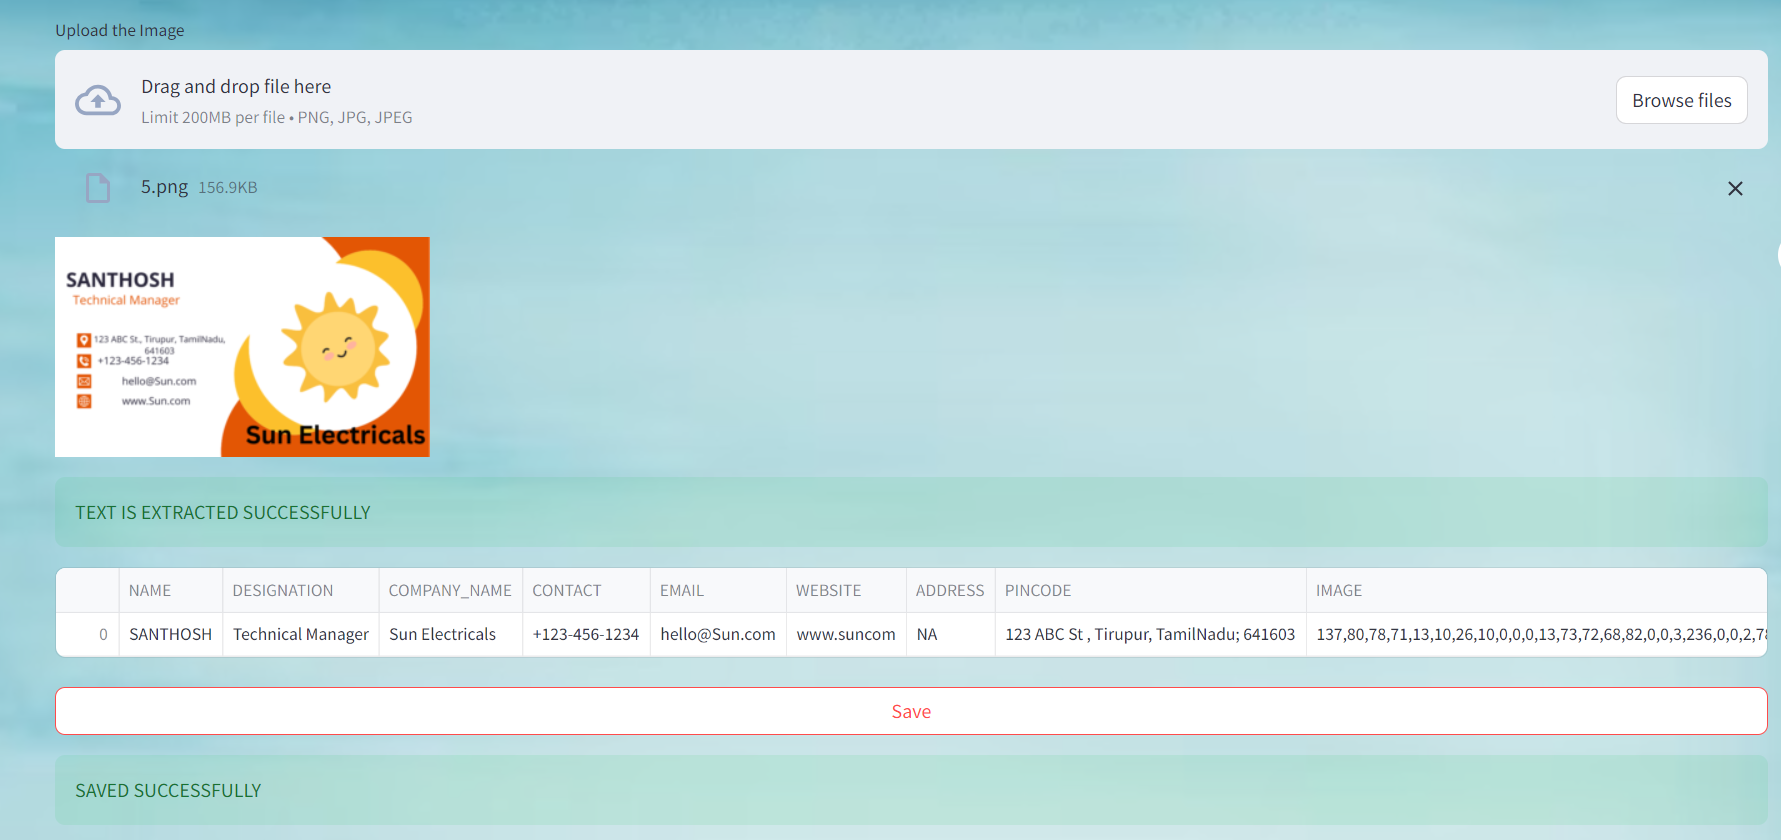 Upload the Image
Drag and drop file here
Limit 200MB per file • PNG, JPG, JPEG
Browse files
5.png 156.9KB
SANTHOSH
Technical Manager
123 ABC St., Tirupur, TamilNadu,
641603
+123-456-1234
hello@Sun.com
www.Sun.com
Sun Electricals
TEXT IS EXTRACTED SUCCESSFULLY
NAME DESIGNATION COMPANY_NAME CONTACT EMAIL WEBSITE ADDRESS PINCODE IMAGE
0 SANTHOSH Technical Manager Sun Electricals +123-456-1234 hello@Sun.com www.suncom NA 123 ABC St , Tirupur, TamilNadu; 641603 137,80,78,71,13,10,26,10,0,0,0,13,73,72,68,82,0,0,3,236,0,0,2,78
Save
SAVED SUCCESSFULLY